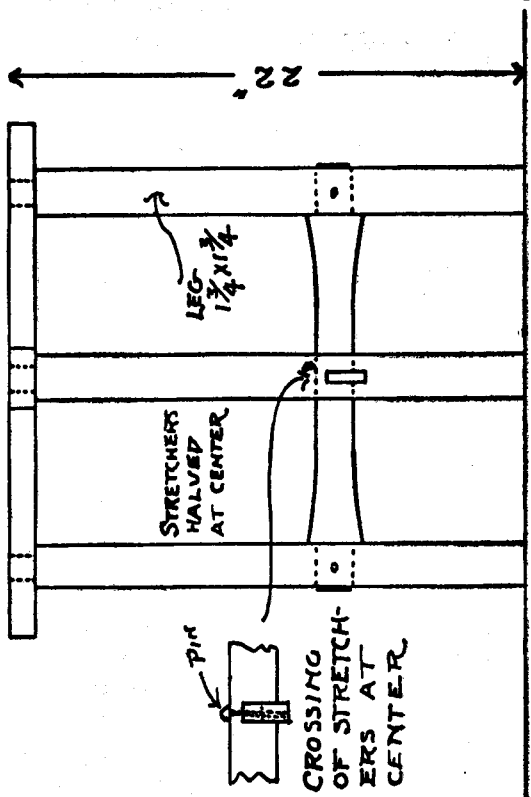 22"
LEG
1 3/4 X 1 3/4
STRETCHERS
HALVED
AT CENTER
PIN
CROSSING
OF STRETCH-
ERS AT
CENTER